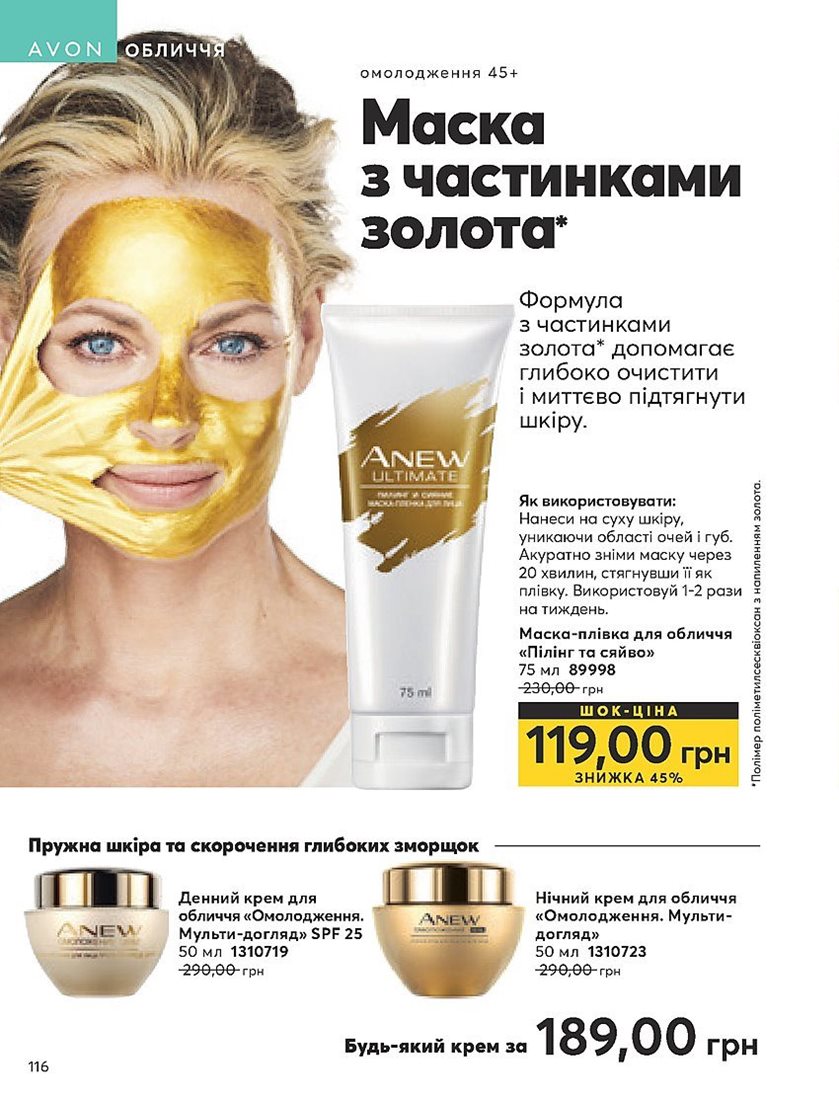 AVON ОБЛИЧЧЯ
омолодження 45+
Маска
з частинками
золота*
Формула
з частинками
золота* допомагає
глибоко очистити
і миттєво підтягнути
шкіру.
ANEW
ULTIMATE
ПИЛИНГ И СИЯНИЕ
МАСКА-ПЛЕНКА ДЛЯ ЛИЦА
75 ml
Як використовувати:
Нанеси на суху шкіру,
уникаючи області очей і губ.
Акуратно зніми маску через
20 хвилин, стягнувши її як
плівку. Використовуй 1-2 рази
на тиждень.
Маска-плівка для обличчя
«Пілінг та сяйво»
75 мл 89998
230,00 грн
ШОК-ЦІНА
119,00 грн
ЗНИЖКА 45%
*Полімер поліметилсесквіоксан з напиленням золота.
Пружна шкіра та скорочення глибоких зморщок
ANEW
Денний крем для
обличчя «Омолодження.
Мульти-догляд» SPF 25
50 мл 1310719
290,00 грн
ANEW
Нічний крем для обличчя
«Омолодження. Мульти-
догляд»
50 мл 1310723
290,00 грн
Будь-який крем за 189,00 грн
116